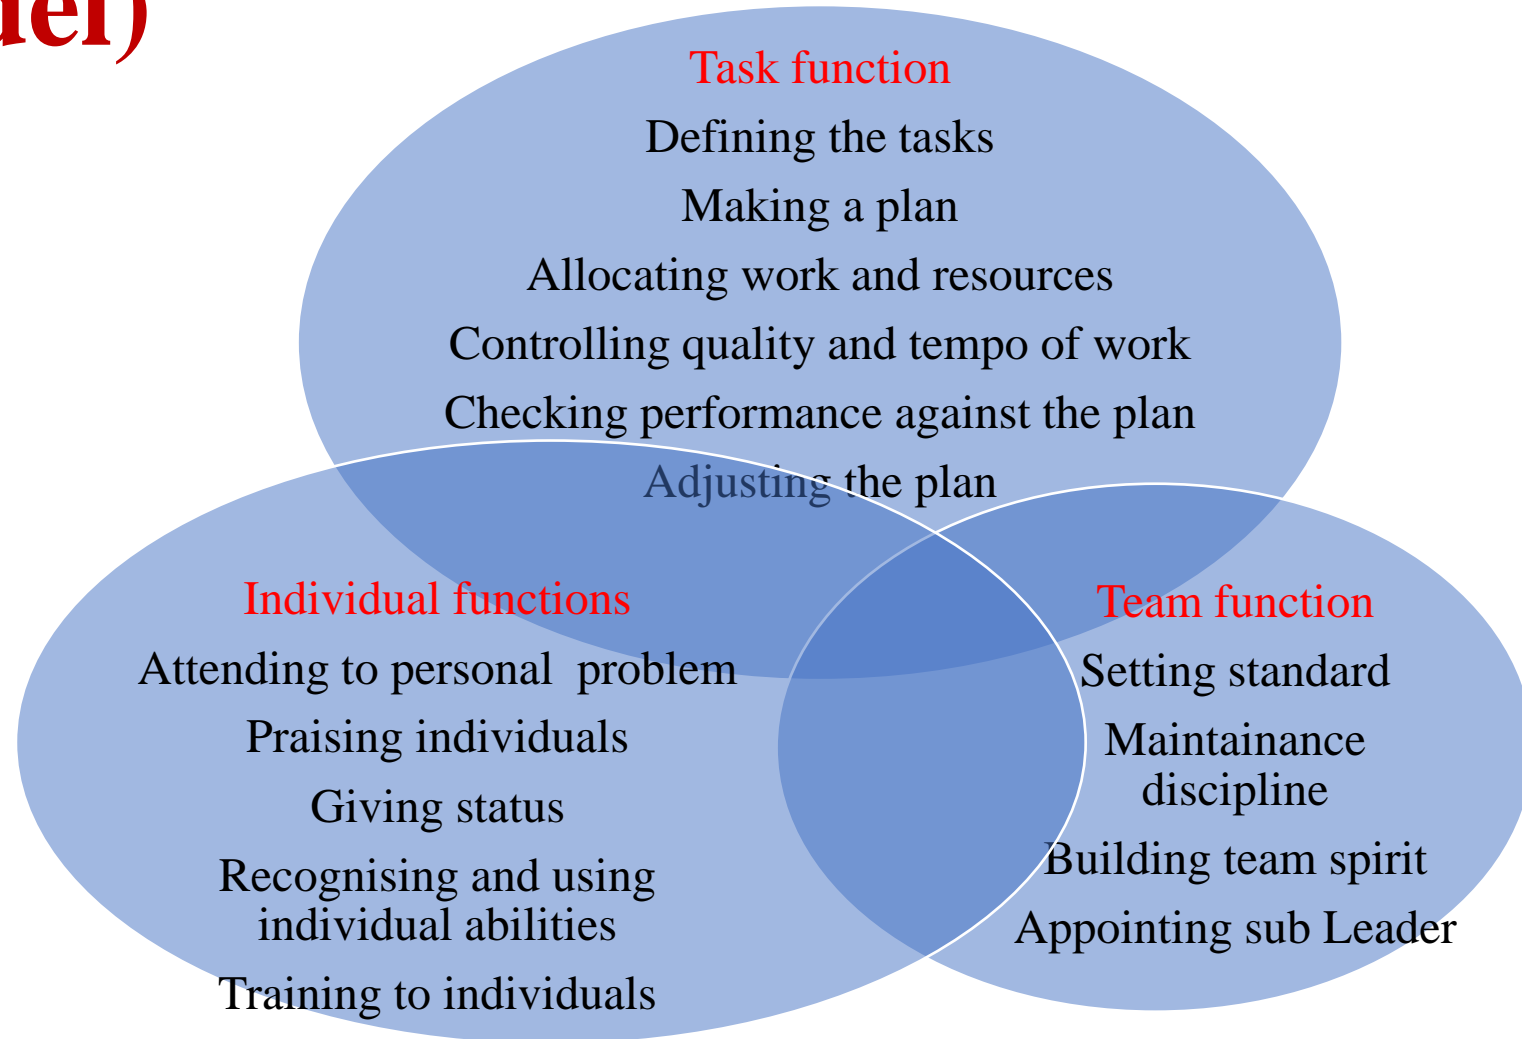 Task function
Defining the tasks
Making a plan
Allocating work and resources
Controlling quality and tempo of work
Checking performance against the plan
Adjusting the plan
Individual functions
Attending to personal  problem
Praising individuals
Giving status
Recognising and using
individual abilities
Training to individuals
Team function
Setting standard
Maintainance
discipline
Building team spirit
Appointing sub Leader